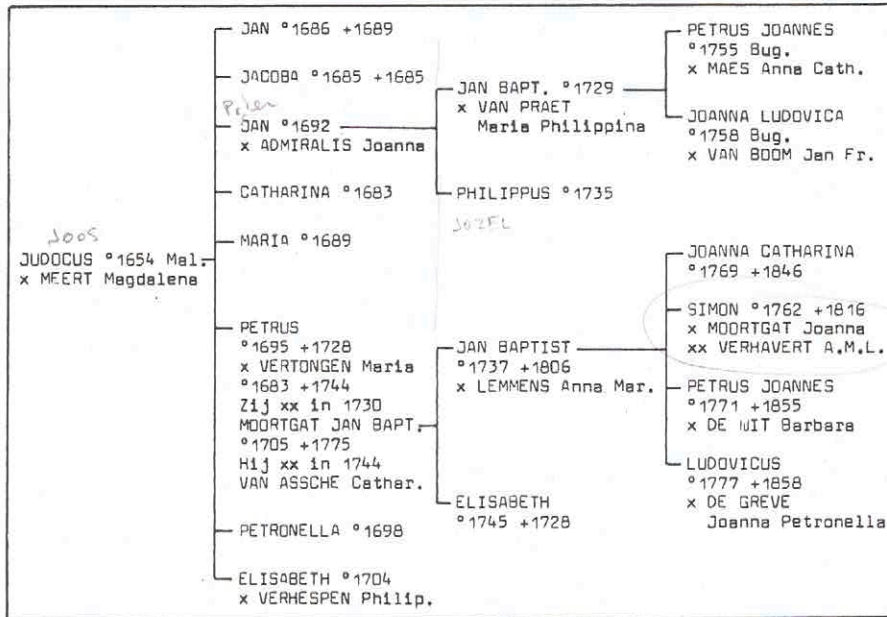 JOOS
JUDOCUS °1654 Mal.
x MEERT Magdalena
JAN °1686 +1689
JACOBA °1685 +1685
Peter
JAN °1692
x ADMIRALIS Joanna
CATHARINA °1683
MARIA °1689
PETRUS
°1695 +1728
x VERTONGEN Maria
°1683 +1744
Zij xx in 1730
MOORTGAT JAN BAPT.
°1705 +1775
Hij xx in 1744
VAN ASSCHE Cathar.
PETRONELLA °1698
ELISABETH °1704
x VERHESPEN Philip.
JAN BAPT. °1729
x VAN PRAET
Maria Philippina
PHILIPPUS °1735
JOZEL
JAN BAPTIST
°1737 +1806
x LEMMENS Anna Mar.
ELISABETH
°1745 +1728
PETRUS JOANNES
°1755 Bug.
x MAES Anna Cath.
JOANNA LUDOVICA
°1758 Bug.
x VAN BOOM Jan Fr.
JOANNA CATHARINA
°1769 +1846
SIMON °1762 +1816
x MOORTGAT Joanna
xx VERHAVERT A.M.L.
PETRUS JOANNES
°1771 +1855
x DE WIT Barbara
LUDOVICUS
°1777 +1858
x DE GREVE
Joanna Petronella